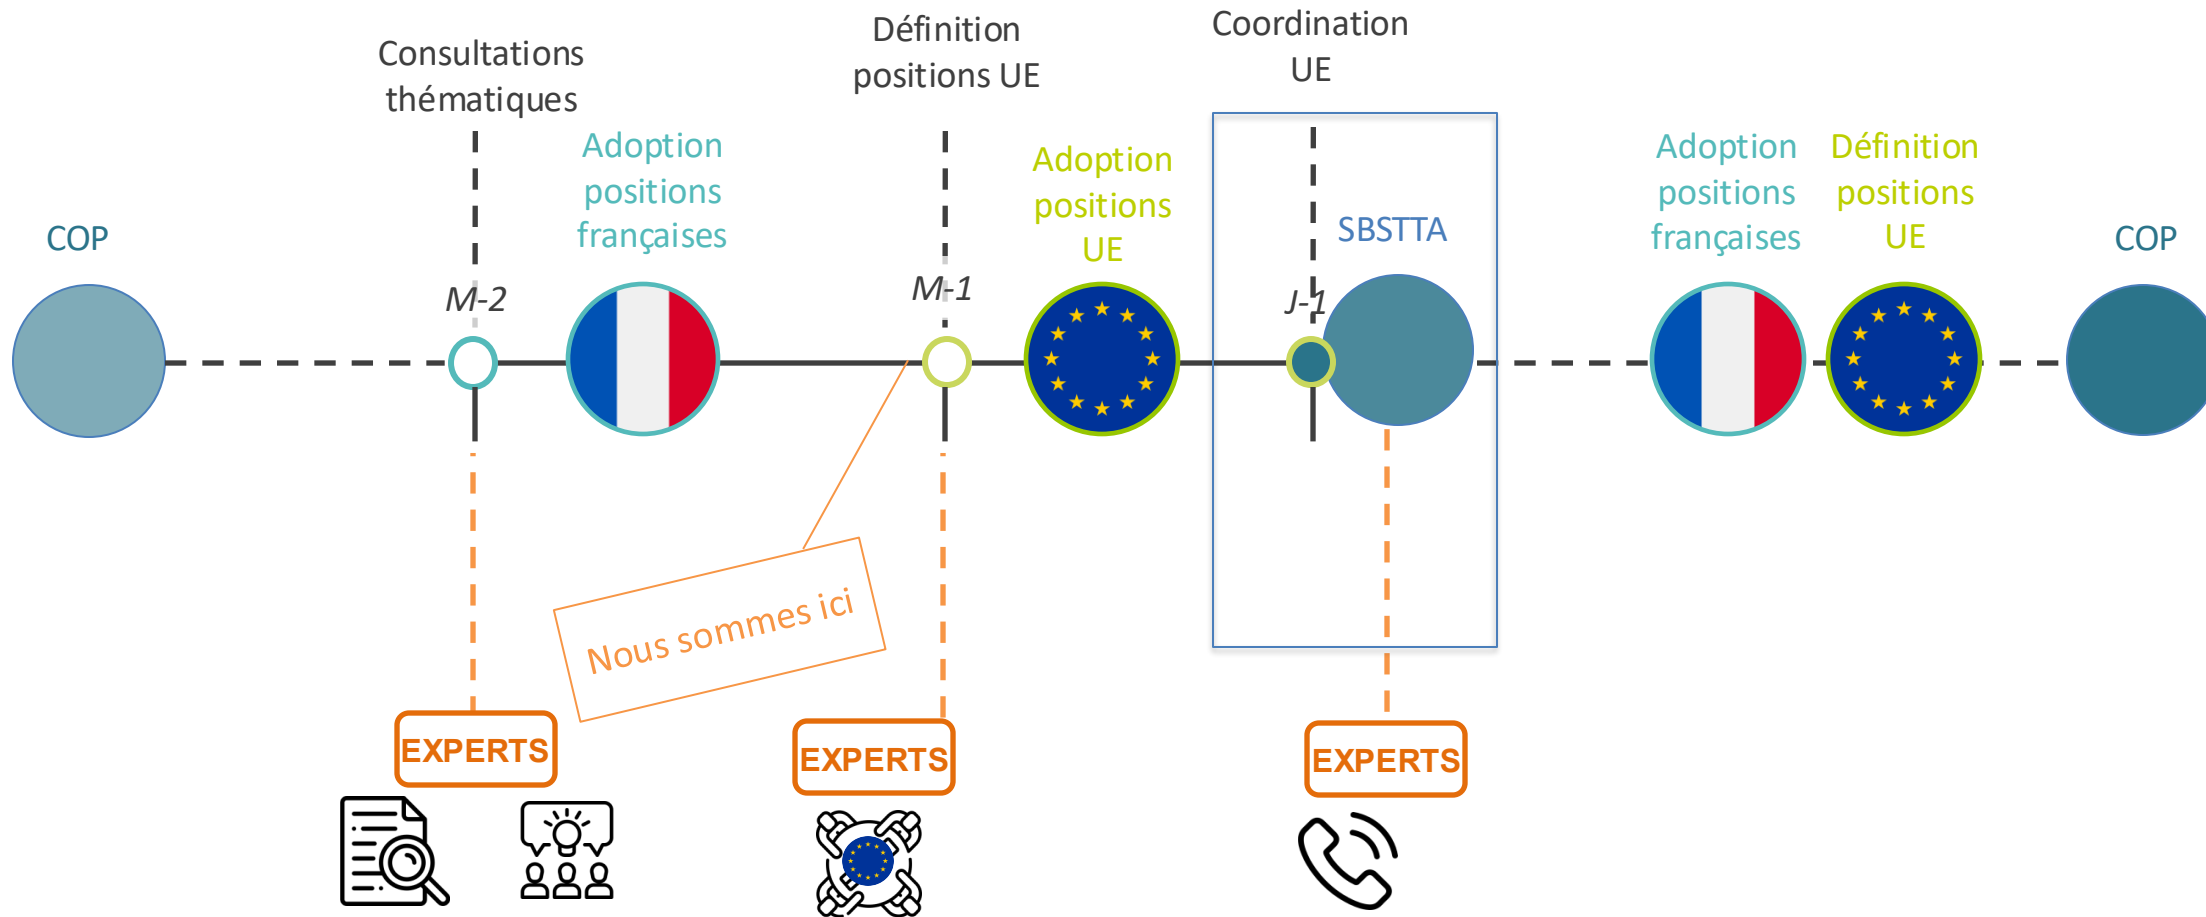 COP
Consultations
thématiques
M-2
Adoption
positions
françaises
Définition
positions UE
M-1
Adoption
positions
UE
Coordination
UE
J-1
SBSTTA
Adoption
positions
françaises
Définition
positions
UE
COP
Nous sommes ici
EXPERTS
EXPERTS
EXPERTS